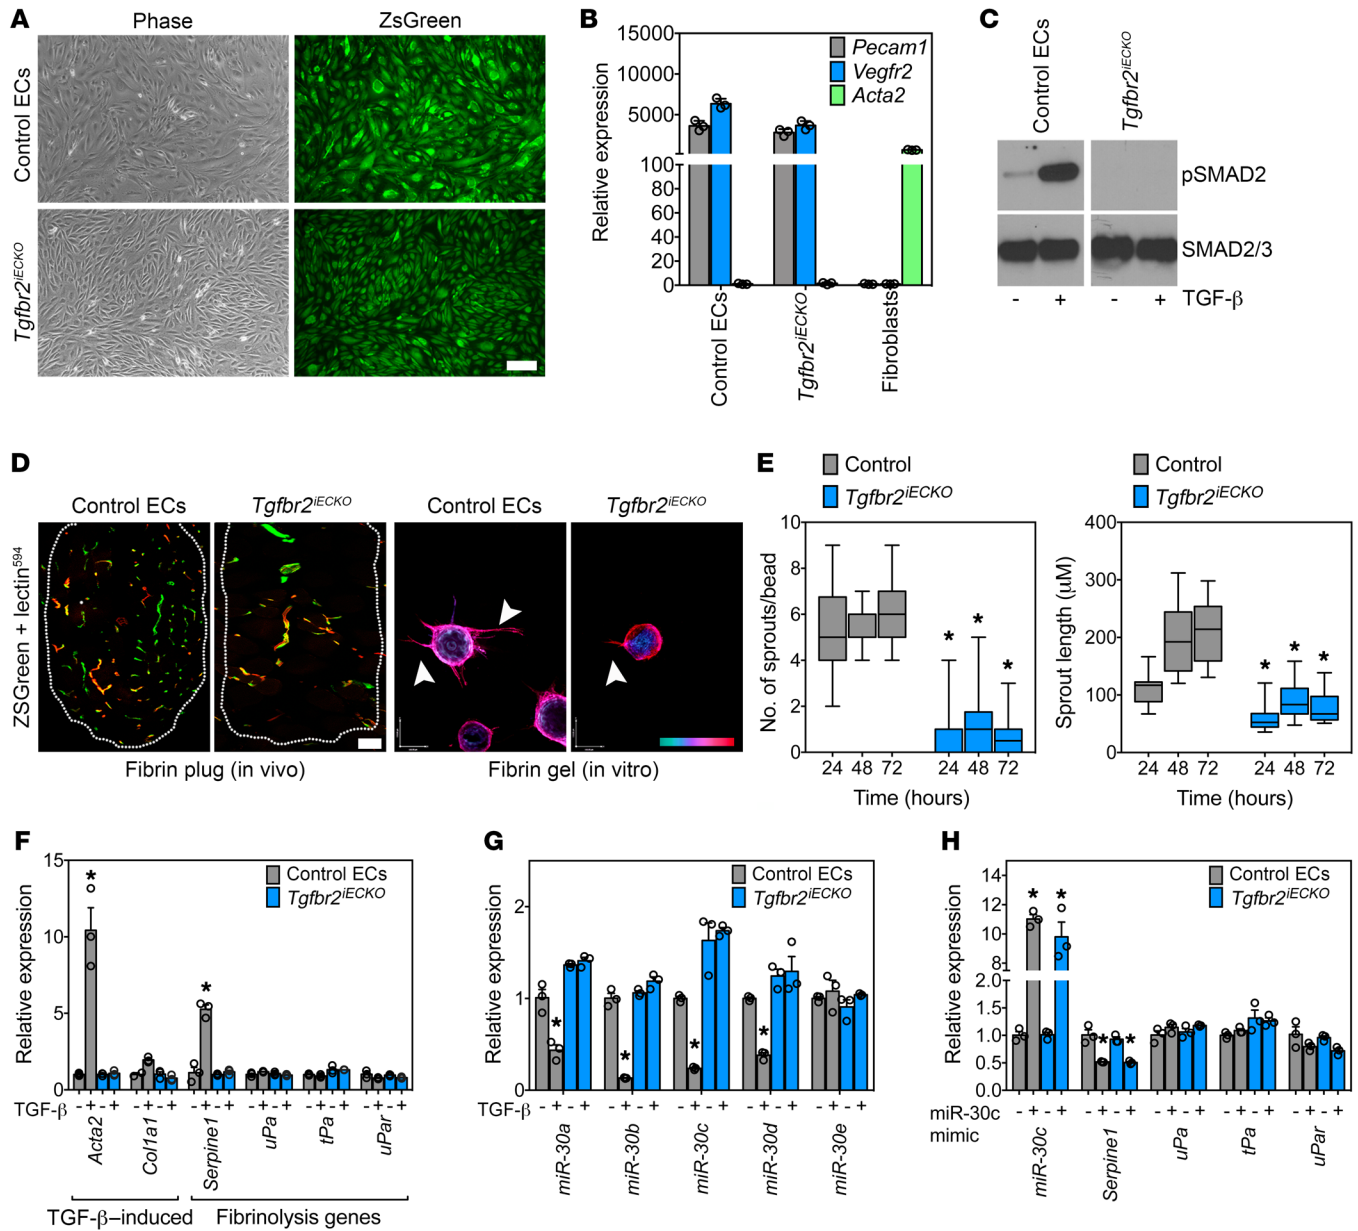 A
Phase
ZsGreen
Control ECs
Tgfbr2iECKO
B
Relative expression
15000
10000
5000
100
80
60
40
20
0
Pecam1
Vegfr2
Acta2
Control ECs
Tgfbr2iECKO
Fibroblasts
C
Control ECs
Tgfbr2iECKO
pSMAD2
SMAD2/3
- + - + TGF-β
D
Control ECs
Tgfbr2iECKO
Control ECs
Tgfbr2iECKO
ZSGreen + lectin594
Fibrin plug (in vivo)
Fibrin gel (in vitro)
E
Control
Tgfbr2iECKO
No. of sprouts/bead
10
8
6
4
2
0
* * *
24 48 72 24 48 72
Time (hours)
Control
Tgfbr2iECKO
Sprout length (µM)
400
300
200
100
0
* * *
24 48 72 24 48 72
Time (hours)
F
Relative expression
15
10
5
0
Control ECs
Tgfbr2iECKO
* *
TGF-β - + - + - + - + - + - + - + - + - + - + - + - +
Acta2
Col1a1
Serpine1
uPa
tPa
uPar
TGF-β–induced
Fibrinolysis genes
G
Relative expression
2
1
0
Control ECs
Tgfbr2iECKO
* * * *
TGF-β - + - + - + - + - + - + - + - + - + - +
miR-30a
miR-30b
miR-30c
miR-30d
miR-30e
H
Relative expression
14
12
10
8
2.0
1.5
1.0
0.5
0.0
Control ECs
Tgfbr2iECKO
* * * *
miR-30c - + - + - + - + - + - + - + - + - + - +
mimic
miR-30c
Serpine1
uPa
tPa
uPar